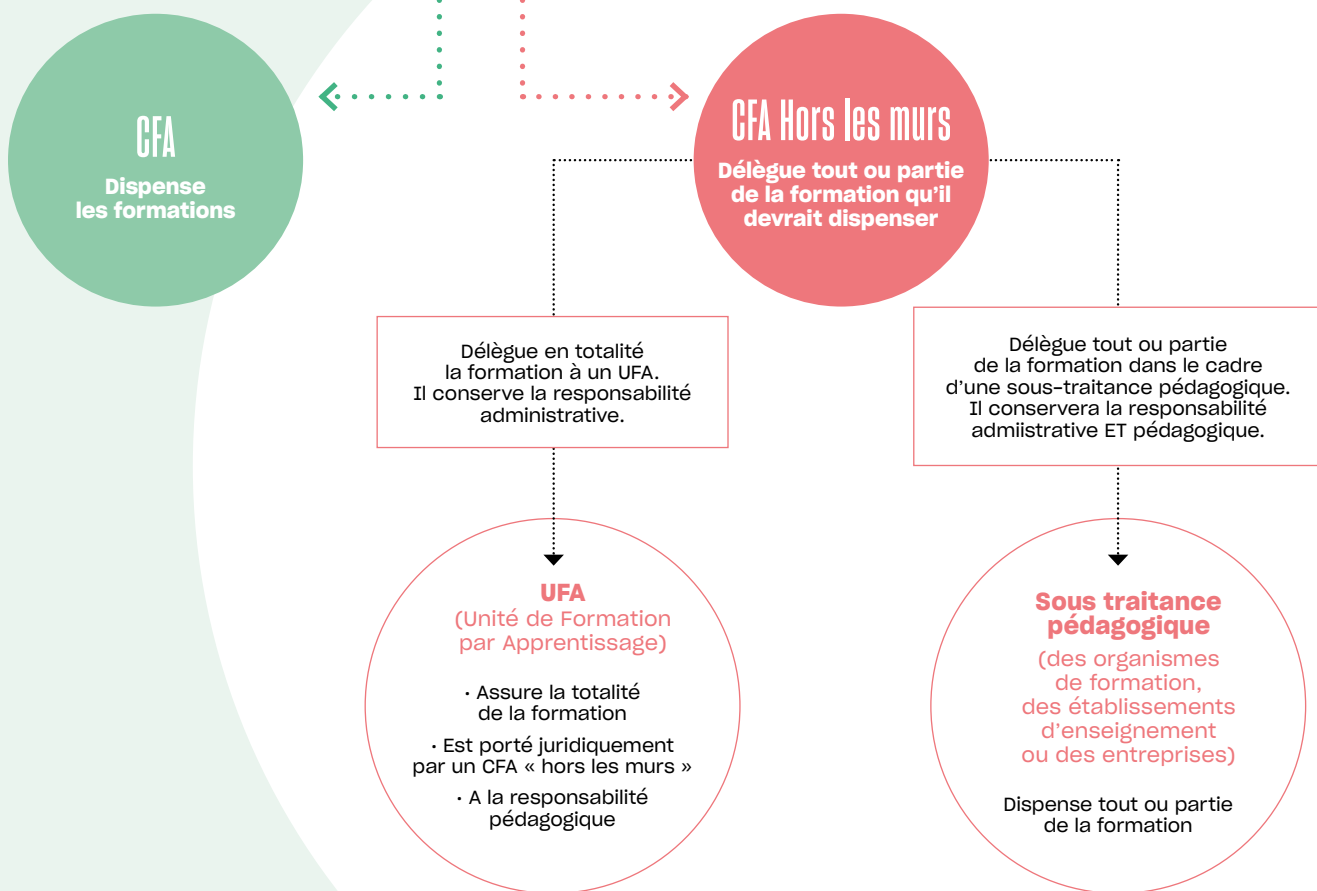 CFA
Dispense
les formations
CFA Hors les murs
Délègue tout ou partie
de la formation qu'il
devrait dispenser
Délègue en totalité
la formation à un UFA.
Il conserve la responsabilité
administrative.
Délègue tout ou partie
de la formation dans le cadre
d'une sous-traitance pédagogique.
Il conservera la responsabilité
admiistrative ET pédagogique.
UFA
(Unité de Formation
par Apprentissage)
· Assure la totalité
de la formation
· Est porté juridiquement
par un CFA « hors les murs »
· A la responsabilité
pédagogique
Sous traitance
pédagogique
(des organismes
de formation,
des établissements
d'enseignement
ou des entreprises)
Dispense tout ou partie
de la formation